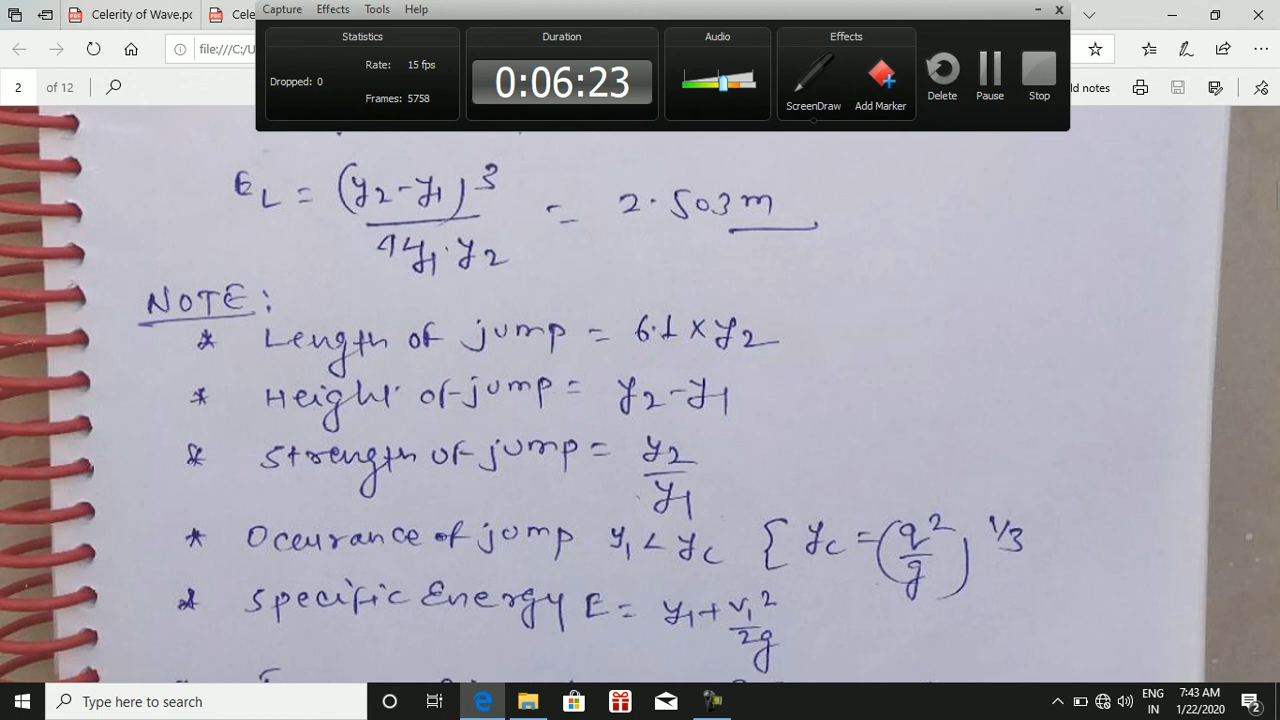 Celerity of Wave.pc
Cele
Capture Effects Tools Help
Statistics
Duration
Audio
Effects
Dropped: 0
Rate: 15 fps
Frames: 5758
0:06:23
ScreenDraw
Add Marker
Delete
Pause
Stop
file:///C:/U
of 12
d notes
EL = (y2-y1)^3 / 4y1.y2 = 2.503m
NOTE:
* Length of jump = 6.1 x y2
* Height of jump = y2-y1
* Strength of jump = y2/y1
* Occurance of jump y1 < yc { yc = (q^2/g)^1/3
* Specific Energy E = y1+v1^2/2g
Type here to search
ENG
IN
7:43 AM
1/22/2020
2